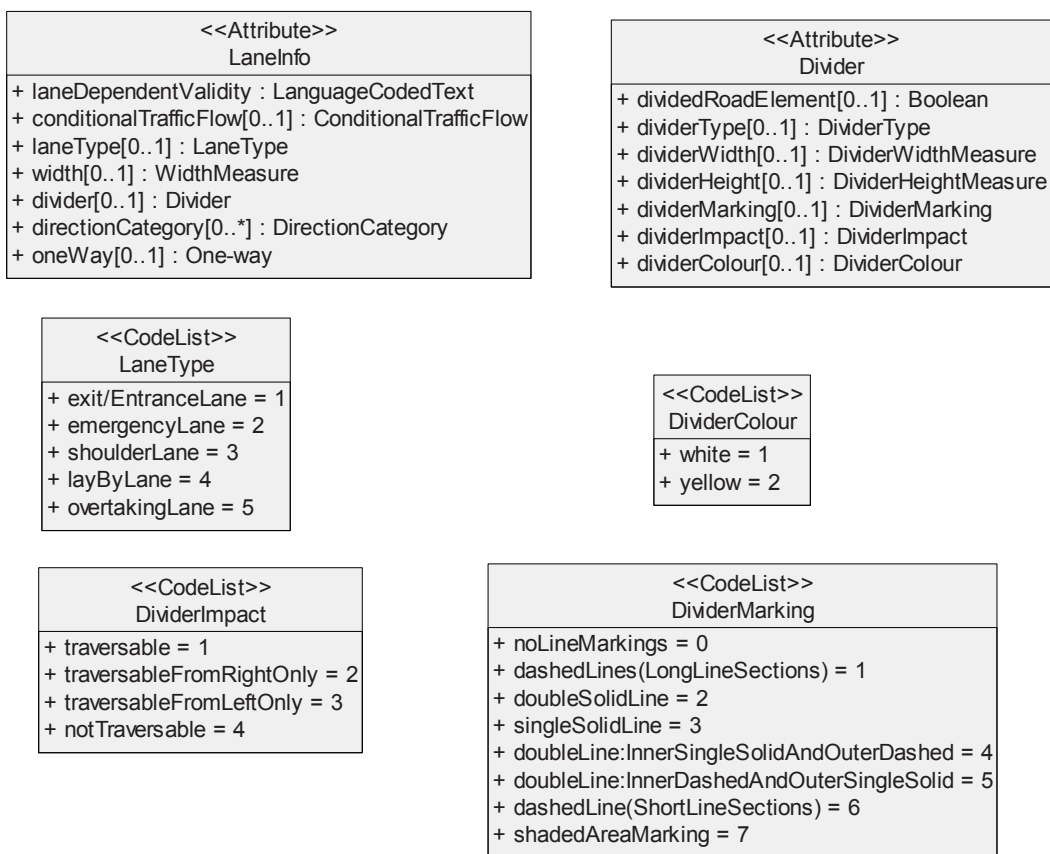 <<Attribute>>
LaneInfo
+ laneDependentValidity : LanguageCodedText
+ conditionalTrafficFlow[0..1] : ConditionalTrafficFlow
+ laneType[0..1] : LaneType
+ width[0..1] : WidthMeasure
+ divider[0..1] : Divider
+ directionCategory[0..*] : DirectionCategory
+ oneWay[0..1] : One-way
<<Attribute>>
Divider
+ dividedRoadElement[0..1] : Boolean
+ dividerType[0..1] : DividerType
+ dividerWidth[0..1] : DividerWidthMeasure
+ dividerHeight[0..1] : DividerHeightMeasure
+ dividerMarking[0..1] : DividerMarking
+ dividerImpact[0..1] : DividerImpact
+ dividerColour[0..1] : DividerColour
<<CodeList>>
LaneType
+ exit/EntranceLane = 1
+ emergencyLane = 2
+ shoulderLane = 3
+ layByLane = 4
+ overtakingLane = 5
<<CodeList>>
DividerColour
+ white = 1
+ yellow = 2
<<CodeList>>
DividerImpact
+ traversable = 1
+ traversableFromRightOnly = 2
+ traversableFromLeftOnly = 3
+ notTraversable = 4
<<CodeList>>
DividerMarking
+ noLineMarkings = 0
+ dashedLines(LongLineSections) = 1
+ doubleSolidLine = 2
+ singleSolidLine = 3
+ doubleLine:InnerSingleSolidAndOuterDashed = 4
+ doubleLine:InnerDashedAndOuterSingleSolid = 5
+ dashedLine(ShortLineSections) = 6
+ shadedAreaMarking = 7